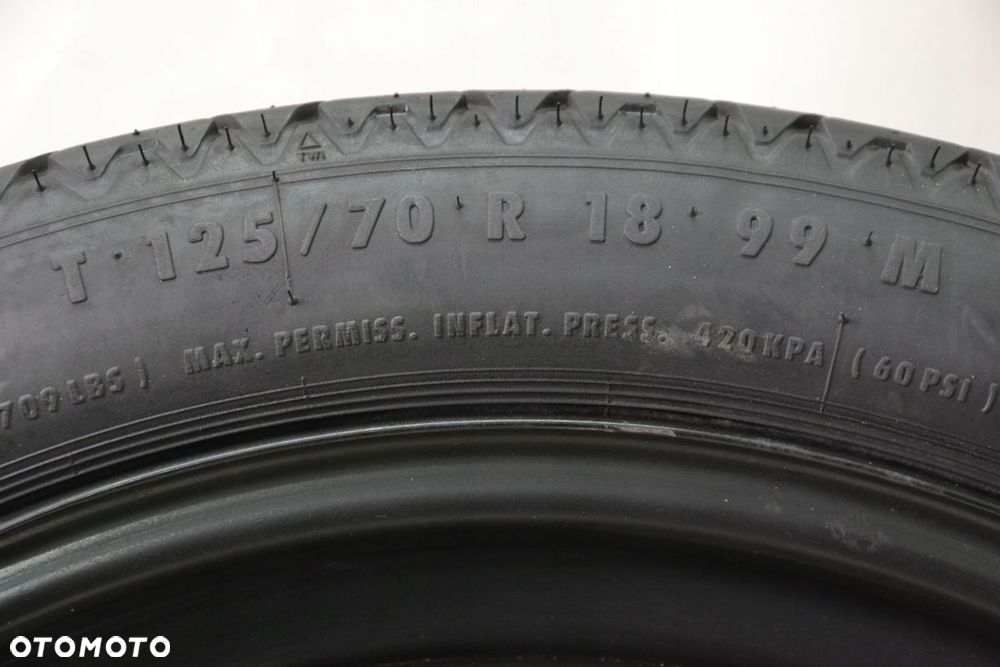 TWI
T 125/70 R 18 99 M
709 LBS ) MAX. PERMISS. INFLAT. PRESS. 420 KPA ( 60 PSI )
OTOMOTO